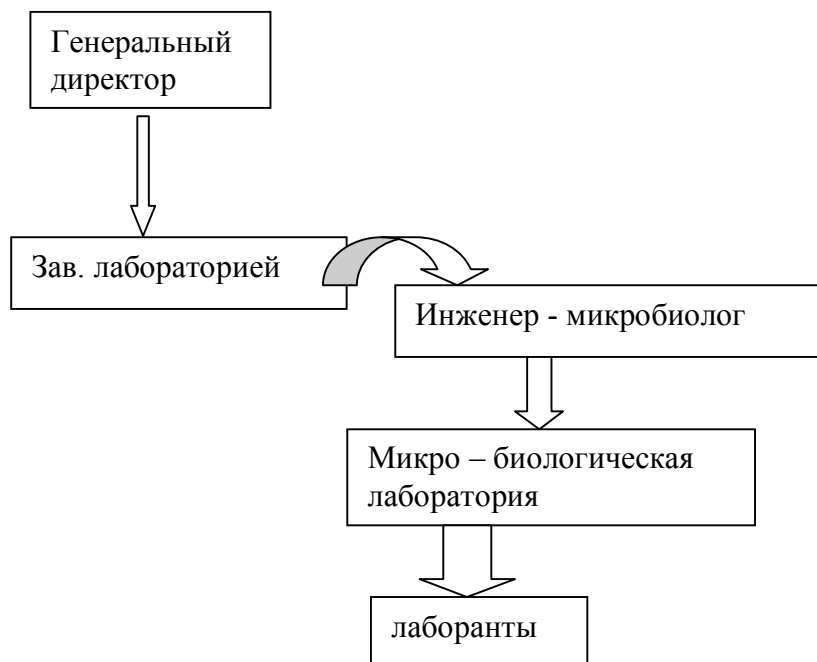 Генеральный
директор
Зав. лабораторией
Инженер - микробиолог
Микро – биологическая
лаборатория
лаборанты